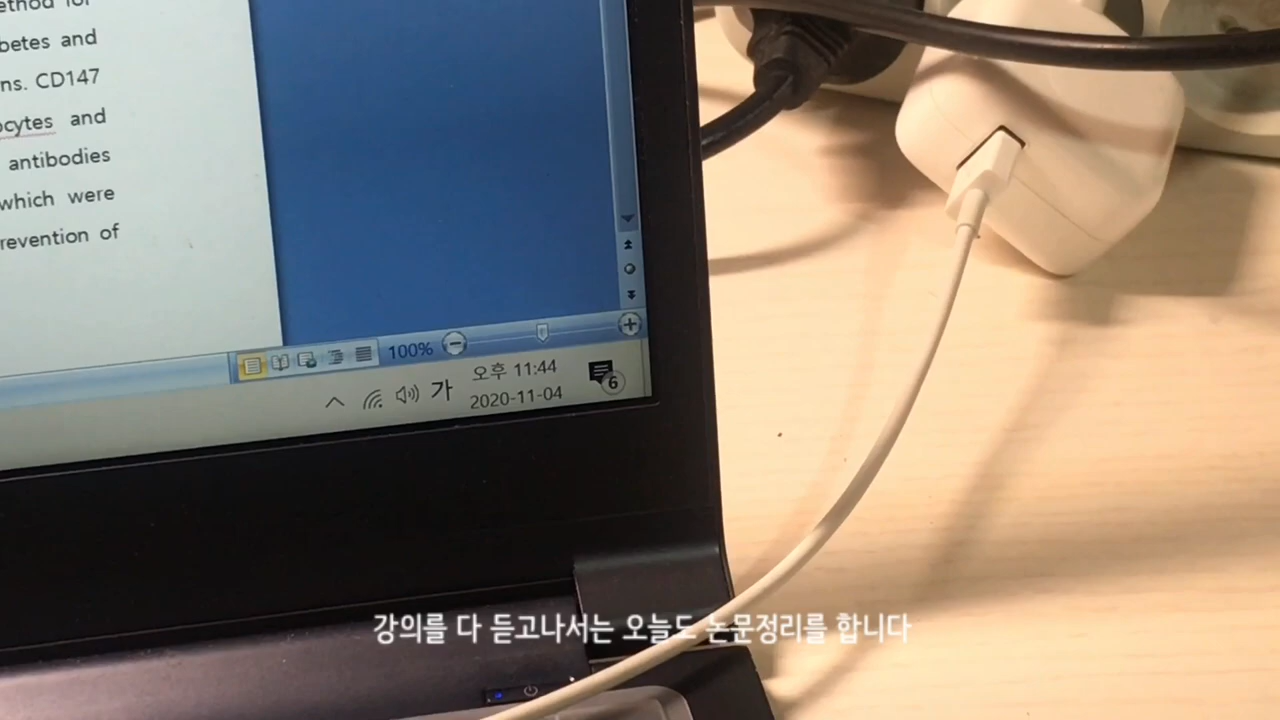 betes and
ns. CD147
ocytes and
antibodies
which were
revention of
100%
가
오후 11:44
2020-11-04
6
강의를 다 듣고나서는 오늘도 논문정리를 합니다